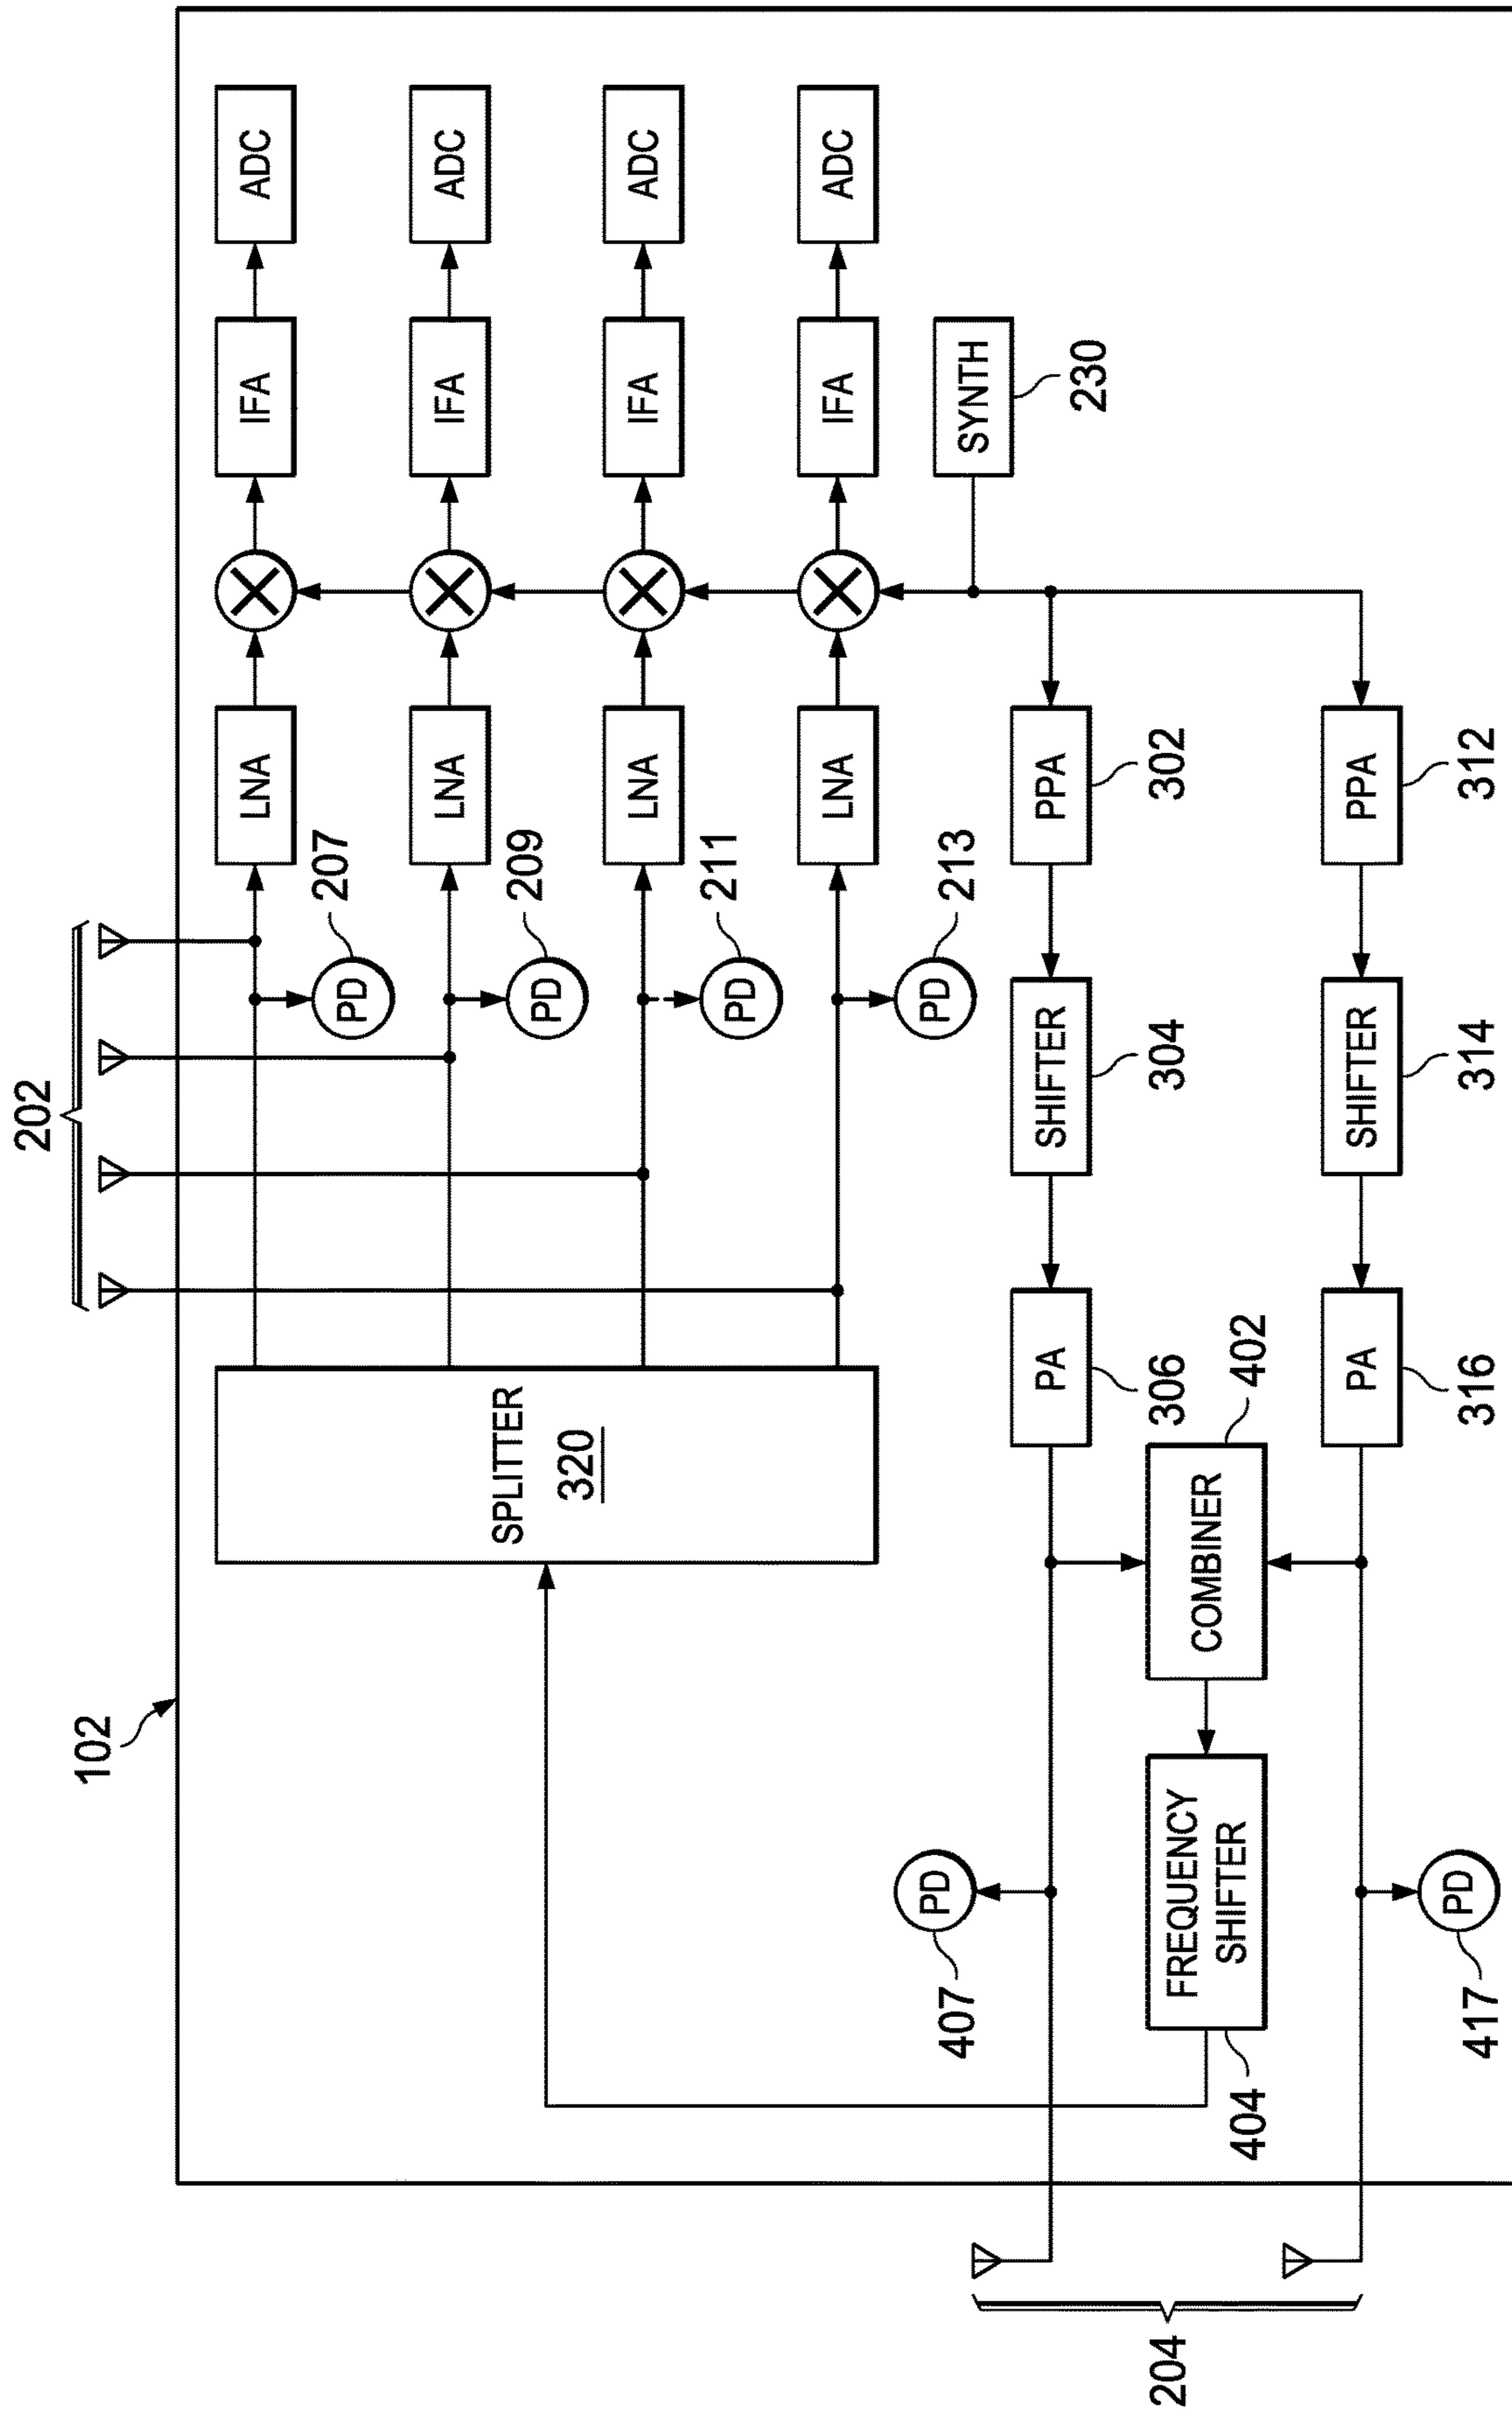 202
102
ADC
IFA
LNA
207
PD
ADC
IFA
LNA
209
PD
ADC
IFA
LNA
211
PD
ADC
IFA
LNA
213
PD
SPLITTER
320
SYNTH
230
PPA
302
SHIFTER
304
PA
306
PPA
312
SHIFTER
314
PA
316
COMBINER
402
FREQUENCY
SHIFTER
404
PD
407
PD
417
204